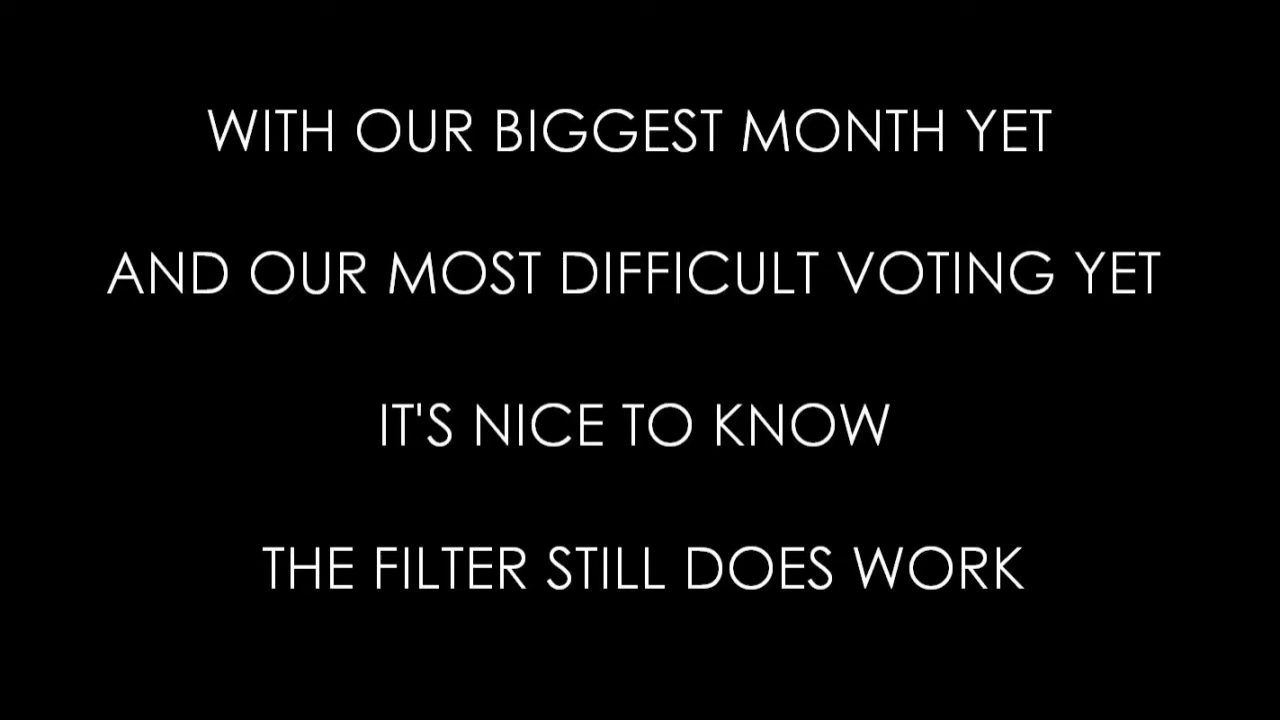 WITH OUR BIGGEST MONTH YET
AND OUR MOST DIFFICULT VOTING YET
IT'S NICE TO KNOW
THE FILTER STILL DOES WORK